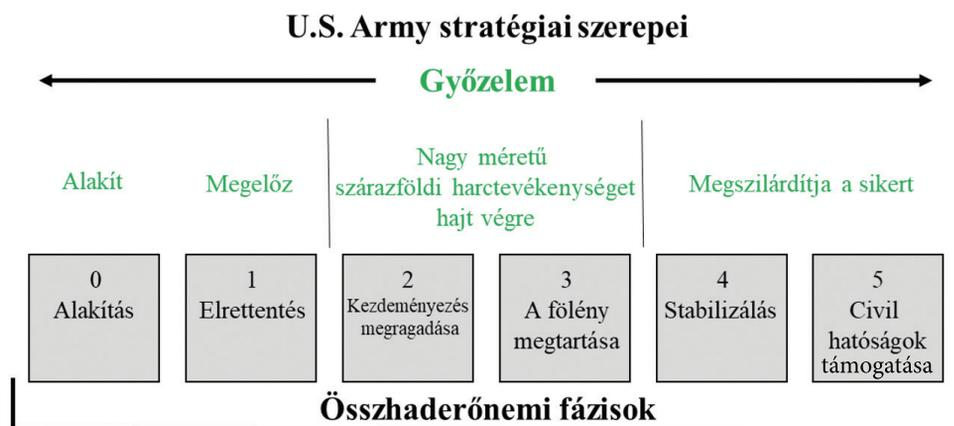 U.S. Army stratégiai szerepei
Győzelem
Alakít
Megelőz
Nagy méretű
szárazföldi harctevékenységet
hajt végre
Megszilárdítja a sikert
0
Alakítás
1
Elrettentés
2
Kezdeményezés
megragadása
3
A fölény
megtartása
4
Stabilizálás
5
Civil
hatóságok
támogatása
Összhaderőnemi fázisok